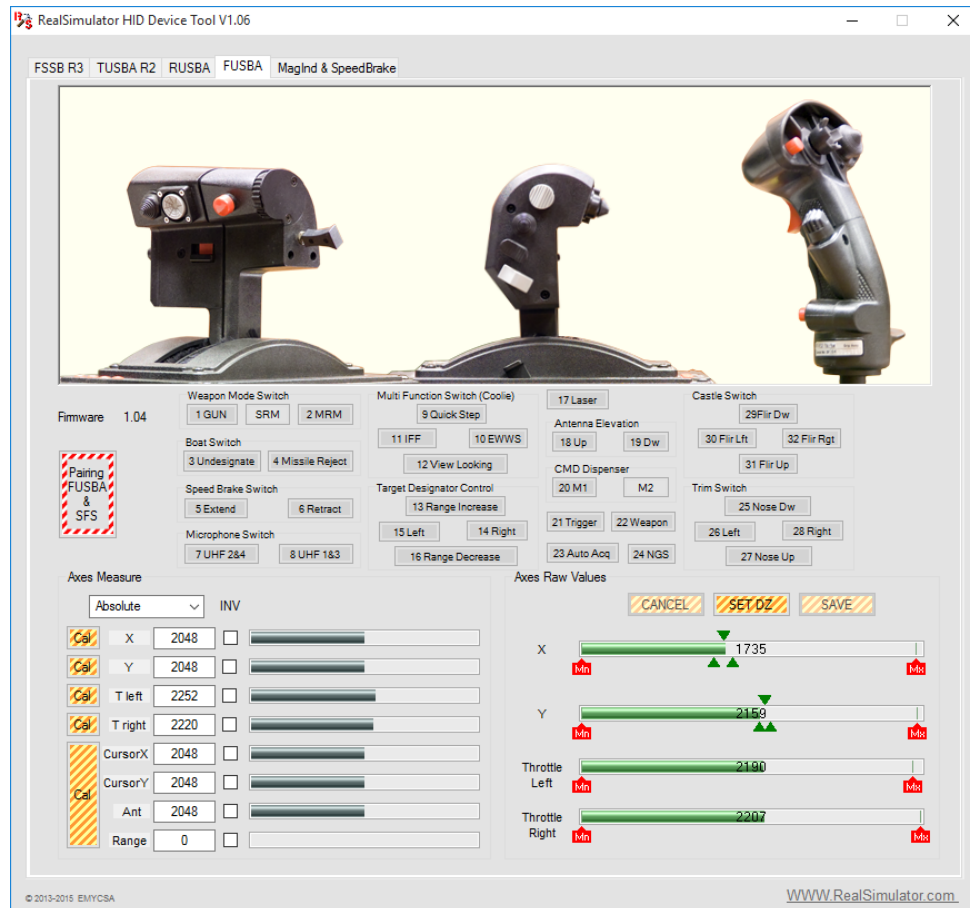 RealSimulator HID Device Tool V1.06
FSSB R3 TUSBA R2 RUSBA FUSBA MagInd & SpeedBrake
Firmware 1.04
Pairing
FUSBA
&
SFS
Weapon Mode Switch
1 GUN SRM 2 MRM
Boat Switch
3 Undesignate 4 Missile Reject
Speed Brake Switch
5 Extend 6 Retract
Microphone Switch
7 UHF 2&4 8 UHF 1&3
Multi Function Switch (Coolie)
9 Quick Step
11 IFF 10 EWWS
12 View Looking
Target Designator Control
13 Range Increase
15 Left 14 Right
16 Range Decrease
17 Laser
Antenna Elevation
18 Up 19 Dw
CMD Dispenser
20 M1 M2
21 Trigger 22 Weapon
23 Auto Acq 24 NGS
Castle Switch
29Flir Dw
30 Flir Lft 32 Flir Rgt
31 Flir Up
Trim Switch
25 Nose Dw
26 Left 28 Right
27 Nose Up
Axes Measure
Absolute INV
Cal X 2048
Cal Y 2048
Cal T left 2252
Cal T right 2220
CursorX 2048
CursorY 2048
Cal
Ant 2048
Range 0
Axes Raw Values
CANCEL SET DZ SAVE
X 1735
Mn Mx
Y 2159
Mn Mx
Throttle
Left
2190
Mn Mx
Throttle
Right
2207
Mn Mx
© 2013-2015 EMYCSA
WWW.RealSimulator.com